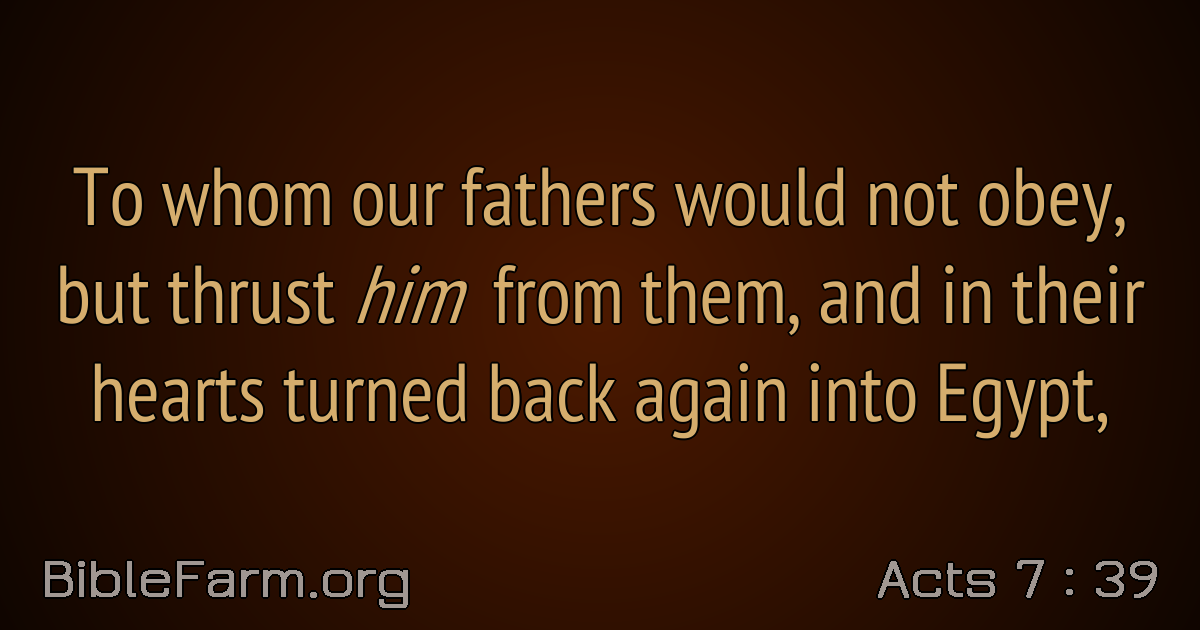 To whom our fathers would not obey,
but thrust him from them, and in their
hearts turned back again into Egypt,
BibleFarm.org
Acts 7 : 39